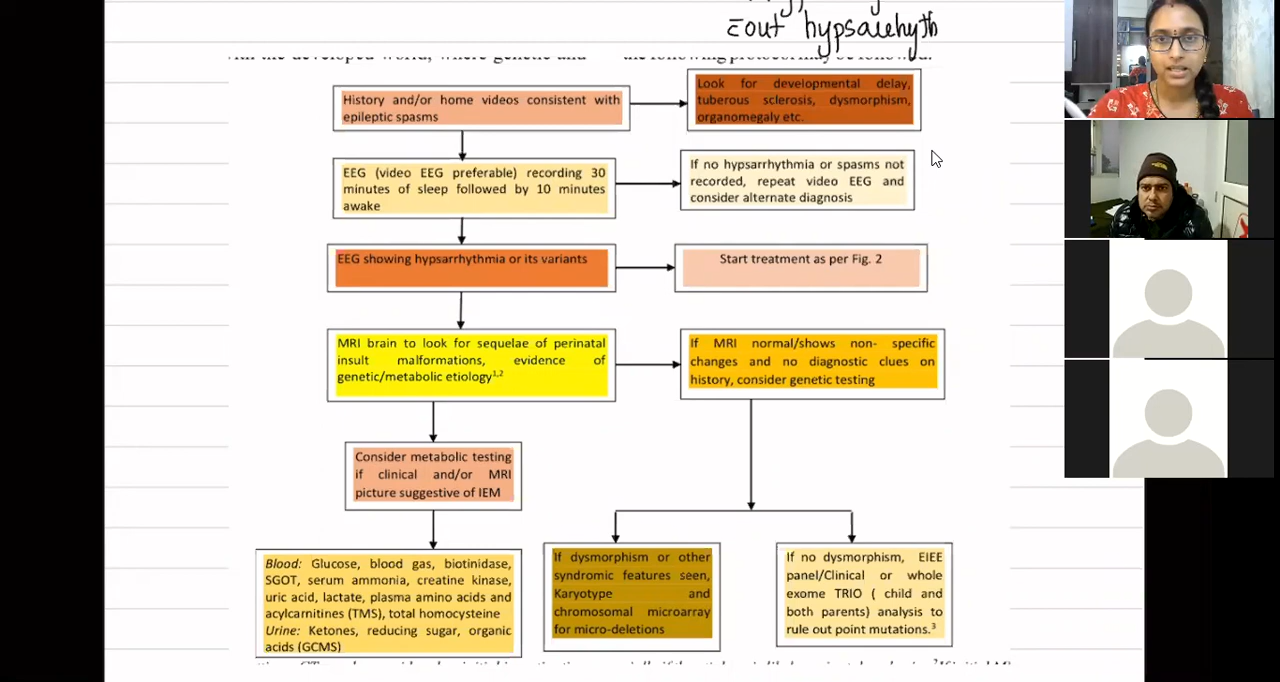 c̄out hypsarrhyth
History and/or home videos consistent with
epileptic spasms
Look for developmental delay,
tuberous sclerosis, dysmorphism,
organomegaly etc.
EEG (video EEG preferable) recording 30
minutes of sleep followed by 10 minutes
awake
If no hypsarrhythmia or spasms not
recorded, repeat video EEG and
consider alternate diagnosis
EEG showing hypsarrhythmia or its variants
Start treatment as per Fig. 2
MRI brain to look for sequelae of perinatal
insult malformations, evidence of
genetic/metabolic etiology1,2
If MRI normal/shows non- specific
changes and no diagnostic clues on
history, consider genetic testing
Consider metabolic testing
if clinical and/or MRI
picture suggestive of IEM
Blood: Glucose, blood gas, biotinidase,
SGOT, serum ammonia, creatine kinase,
uric acid, lactate, plasma amino acids and
acylcarnitines (TMS), total homocysteine
Urine: Ketones, reducing sugar, organic
acids (GCMS)
If dysmorphism or other
syndromic features seen,
Karyotype and
chromosomal microarray
for micro-deletions
If no dysmorphism, EIEE
panel/Clinical or whole
exome TRIO ( child and
both parents) analysis to
rule out point mutations.3